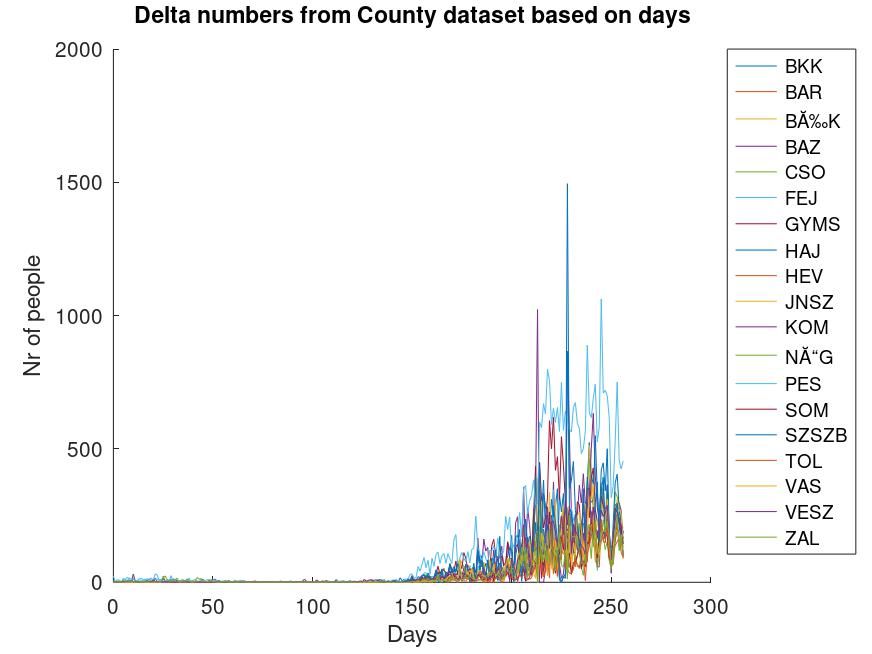 Delta numbers from County dataset based on days
2000
1500
1000
500
0
Nr of people
0 50 100 150 200 250 300
Days
BKK
BAR
BĂ‰K
BAZ
CSO
FEJ
GYMS
HAJ
HEV
JNSZ
KOM
NĂ“G
PES
SOM
SZSZB
TOL
VAS
VESZ
ZAL